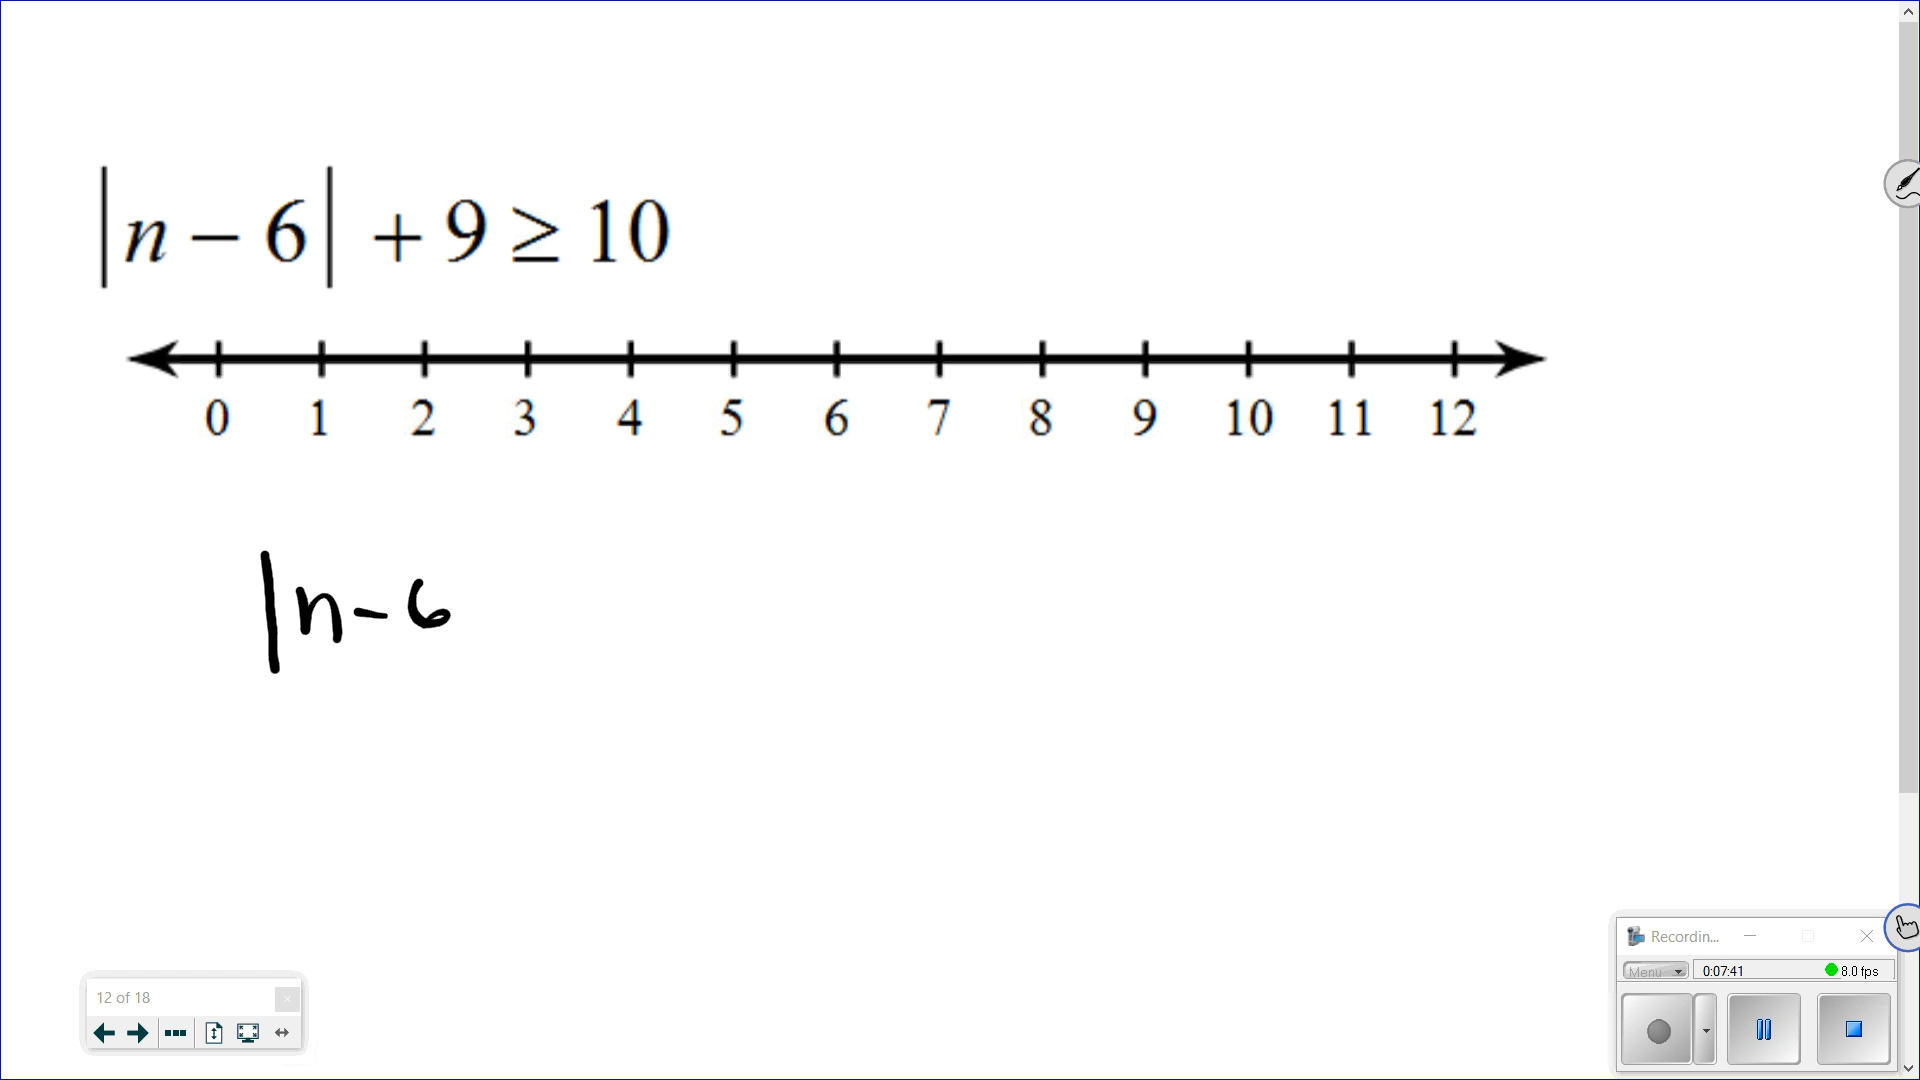 |n − 6| + 9 ≥ 10
0 1 2 3 4 5 6 7 8 9 10 11 12
|n - 6
Recordin...
Menu 0:07:41 8.0 fps
12 of 18